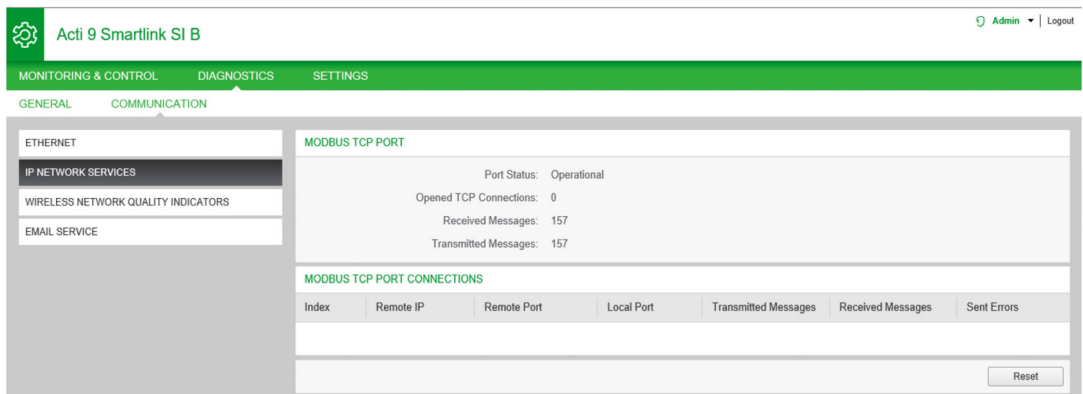 Acti 9 Smartlink SI B
Admin | Logout
MONITORING & CONTROL DIAGNOSTICS SETTINGS
GENERAL COMMUNICATION
ETHERNET
IP NETWORK SERVICES
WIRELESS NETWORK QUALITY INDICATORS
EMAIL SERVICE
MODBUS TCP PORT
Port Status: Operational
Opened TCP Connections: 0
Received Messages: 157
Transmitted Messages: 157
MODBUS TCP PORT CONNECTIONS
Index Remote IP Remote Port Local Port Transmitted Messages Received Messages Sent Errors
Reset